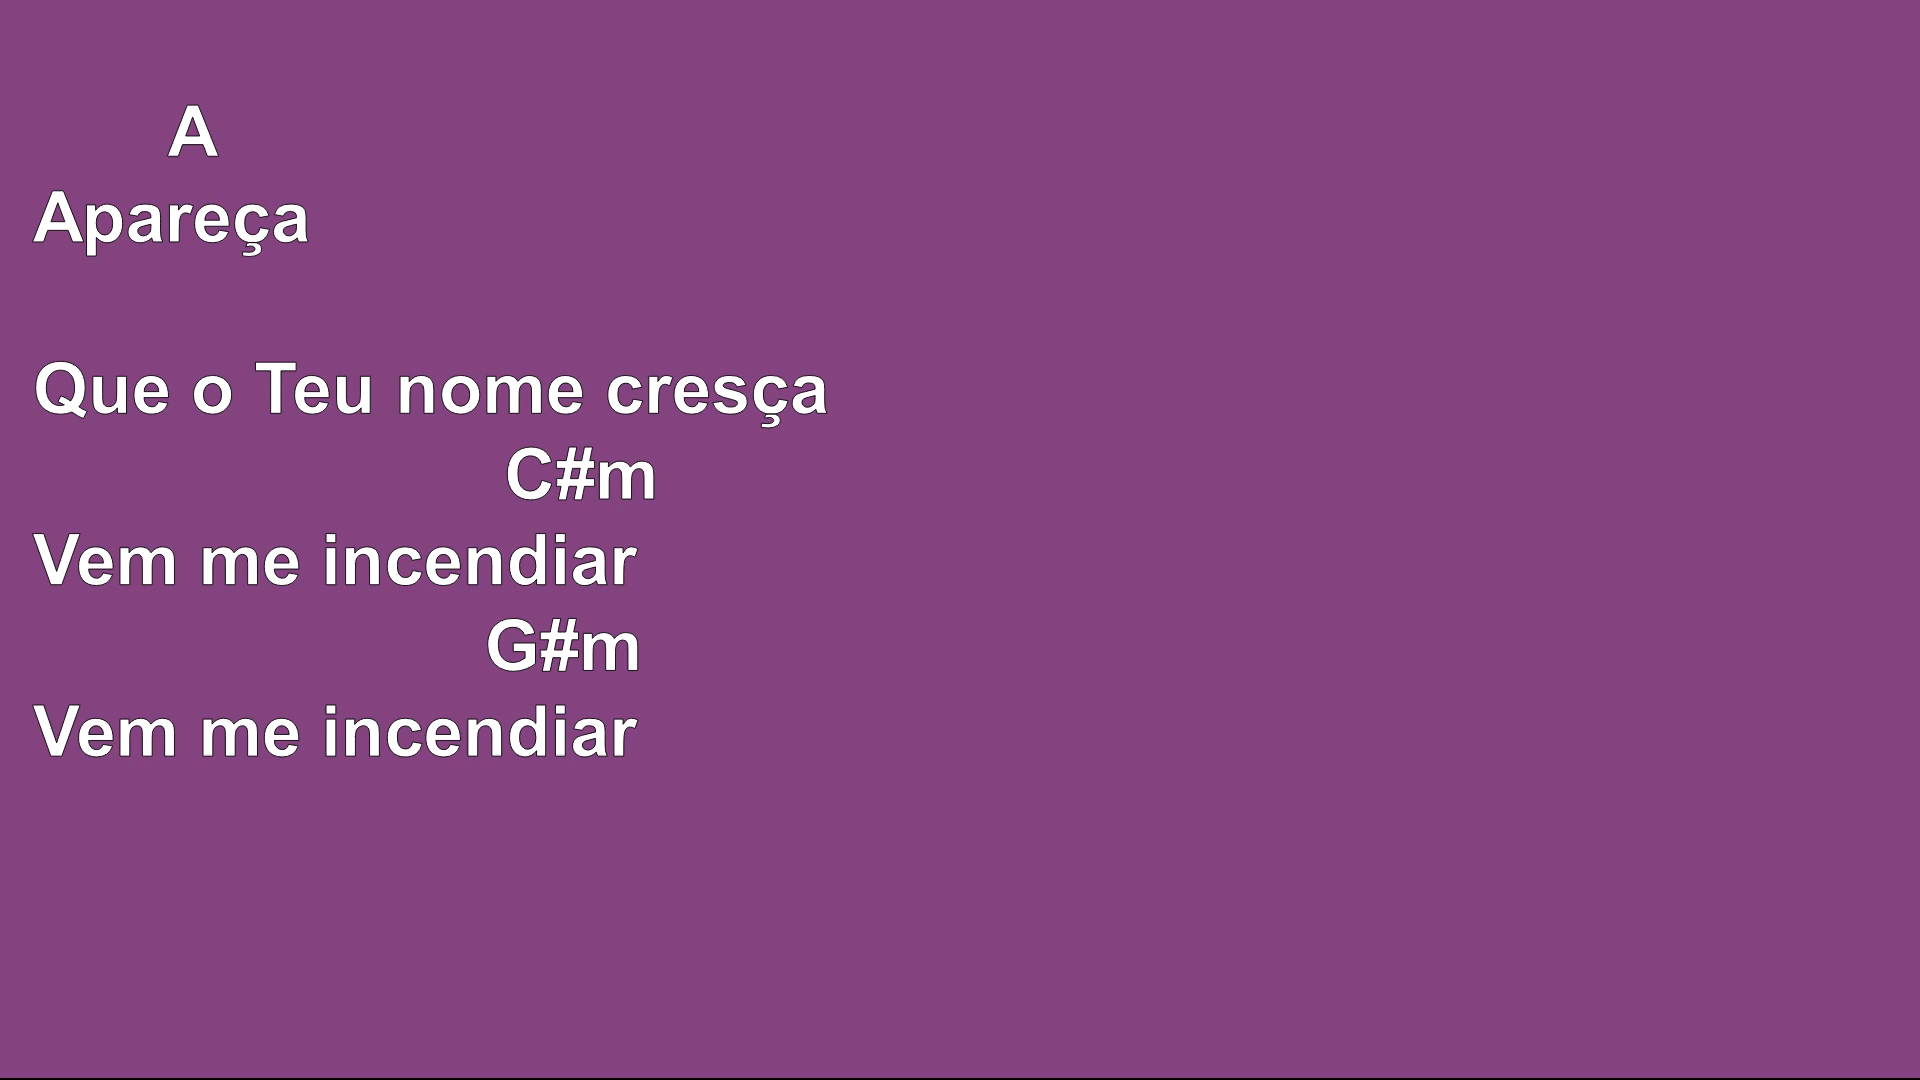 A
Apareça
Que o Teu nome cresça
C#m
Vem me incendiar
G#m
Vem me incendiar